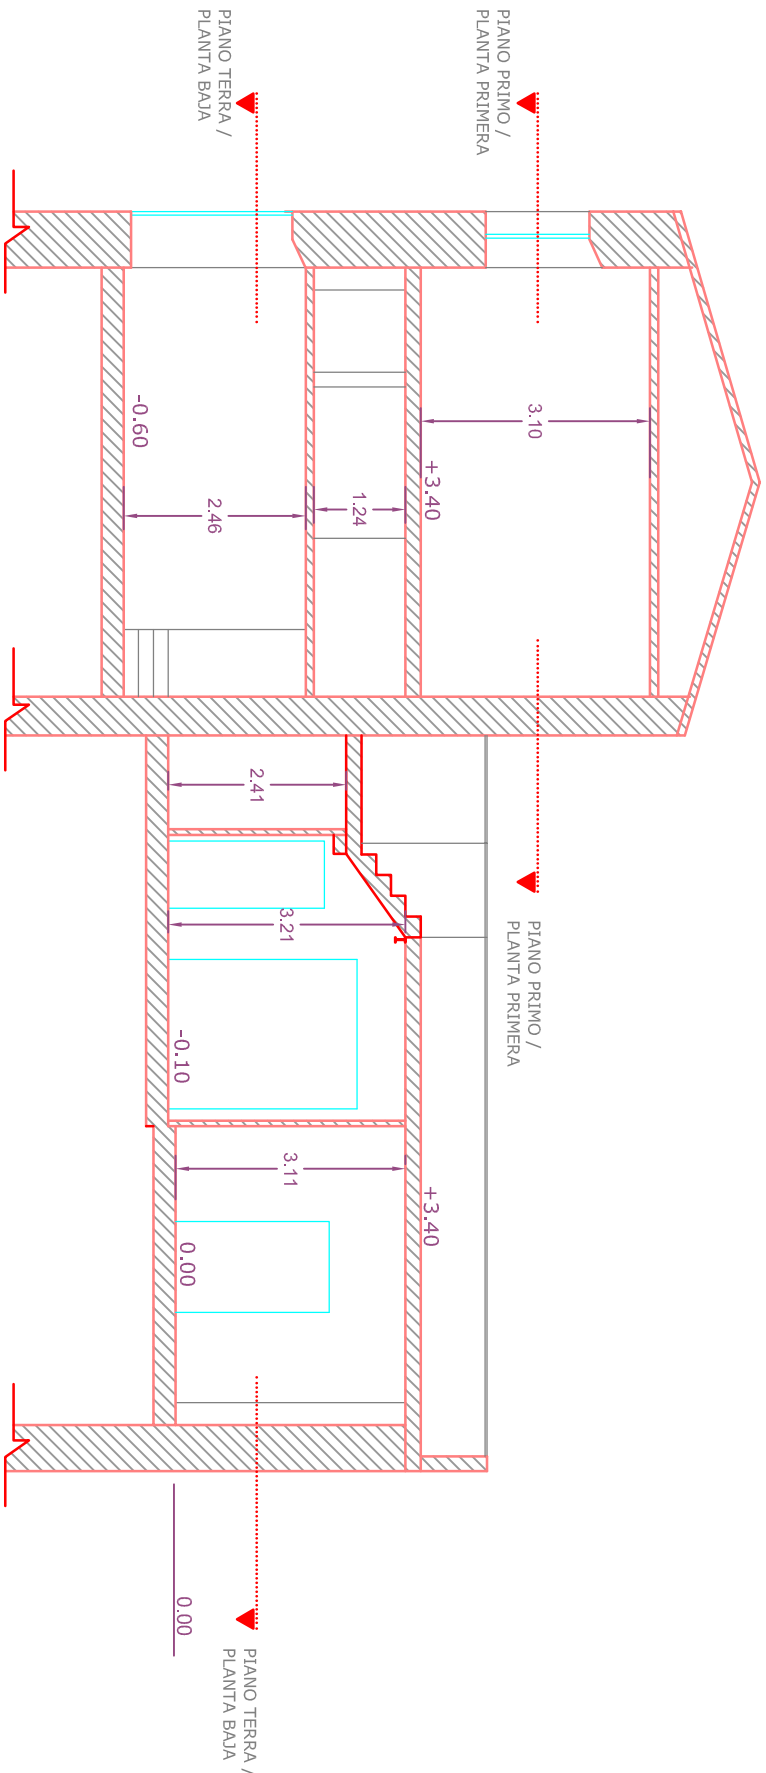 PIANO PRIMO /
PLANTA PRIMERA
PIANO TERRA /
PLANTA BAJA
3.10
+3.40
1.24
2.46
-0.60
2.41
3.21
-0.10
PIANO PRIMO /
PLANTA PRIMERA
3.11
+3.40
0.00
0.00
PIANO TERRA /
PLANTA BAJA